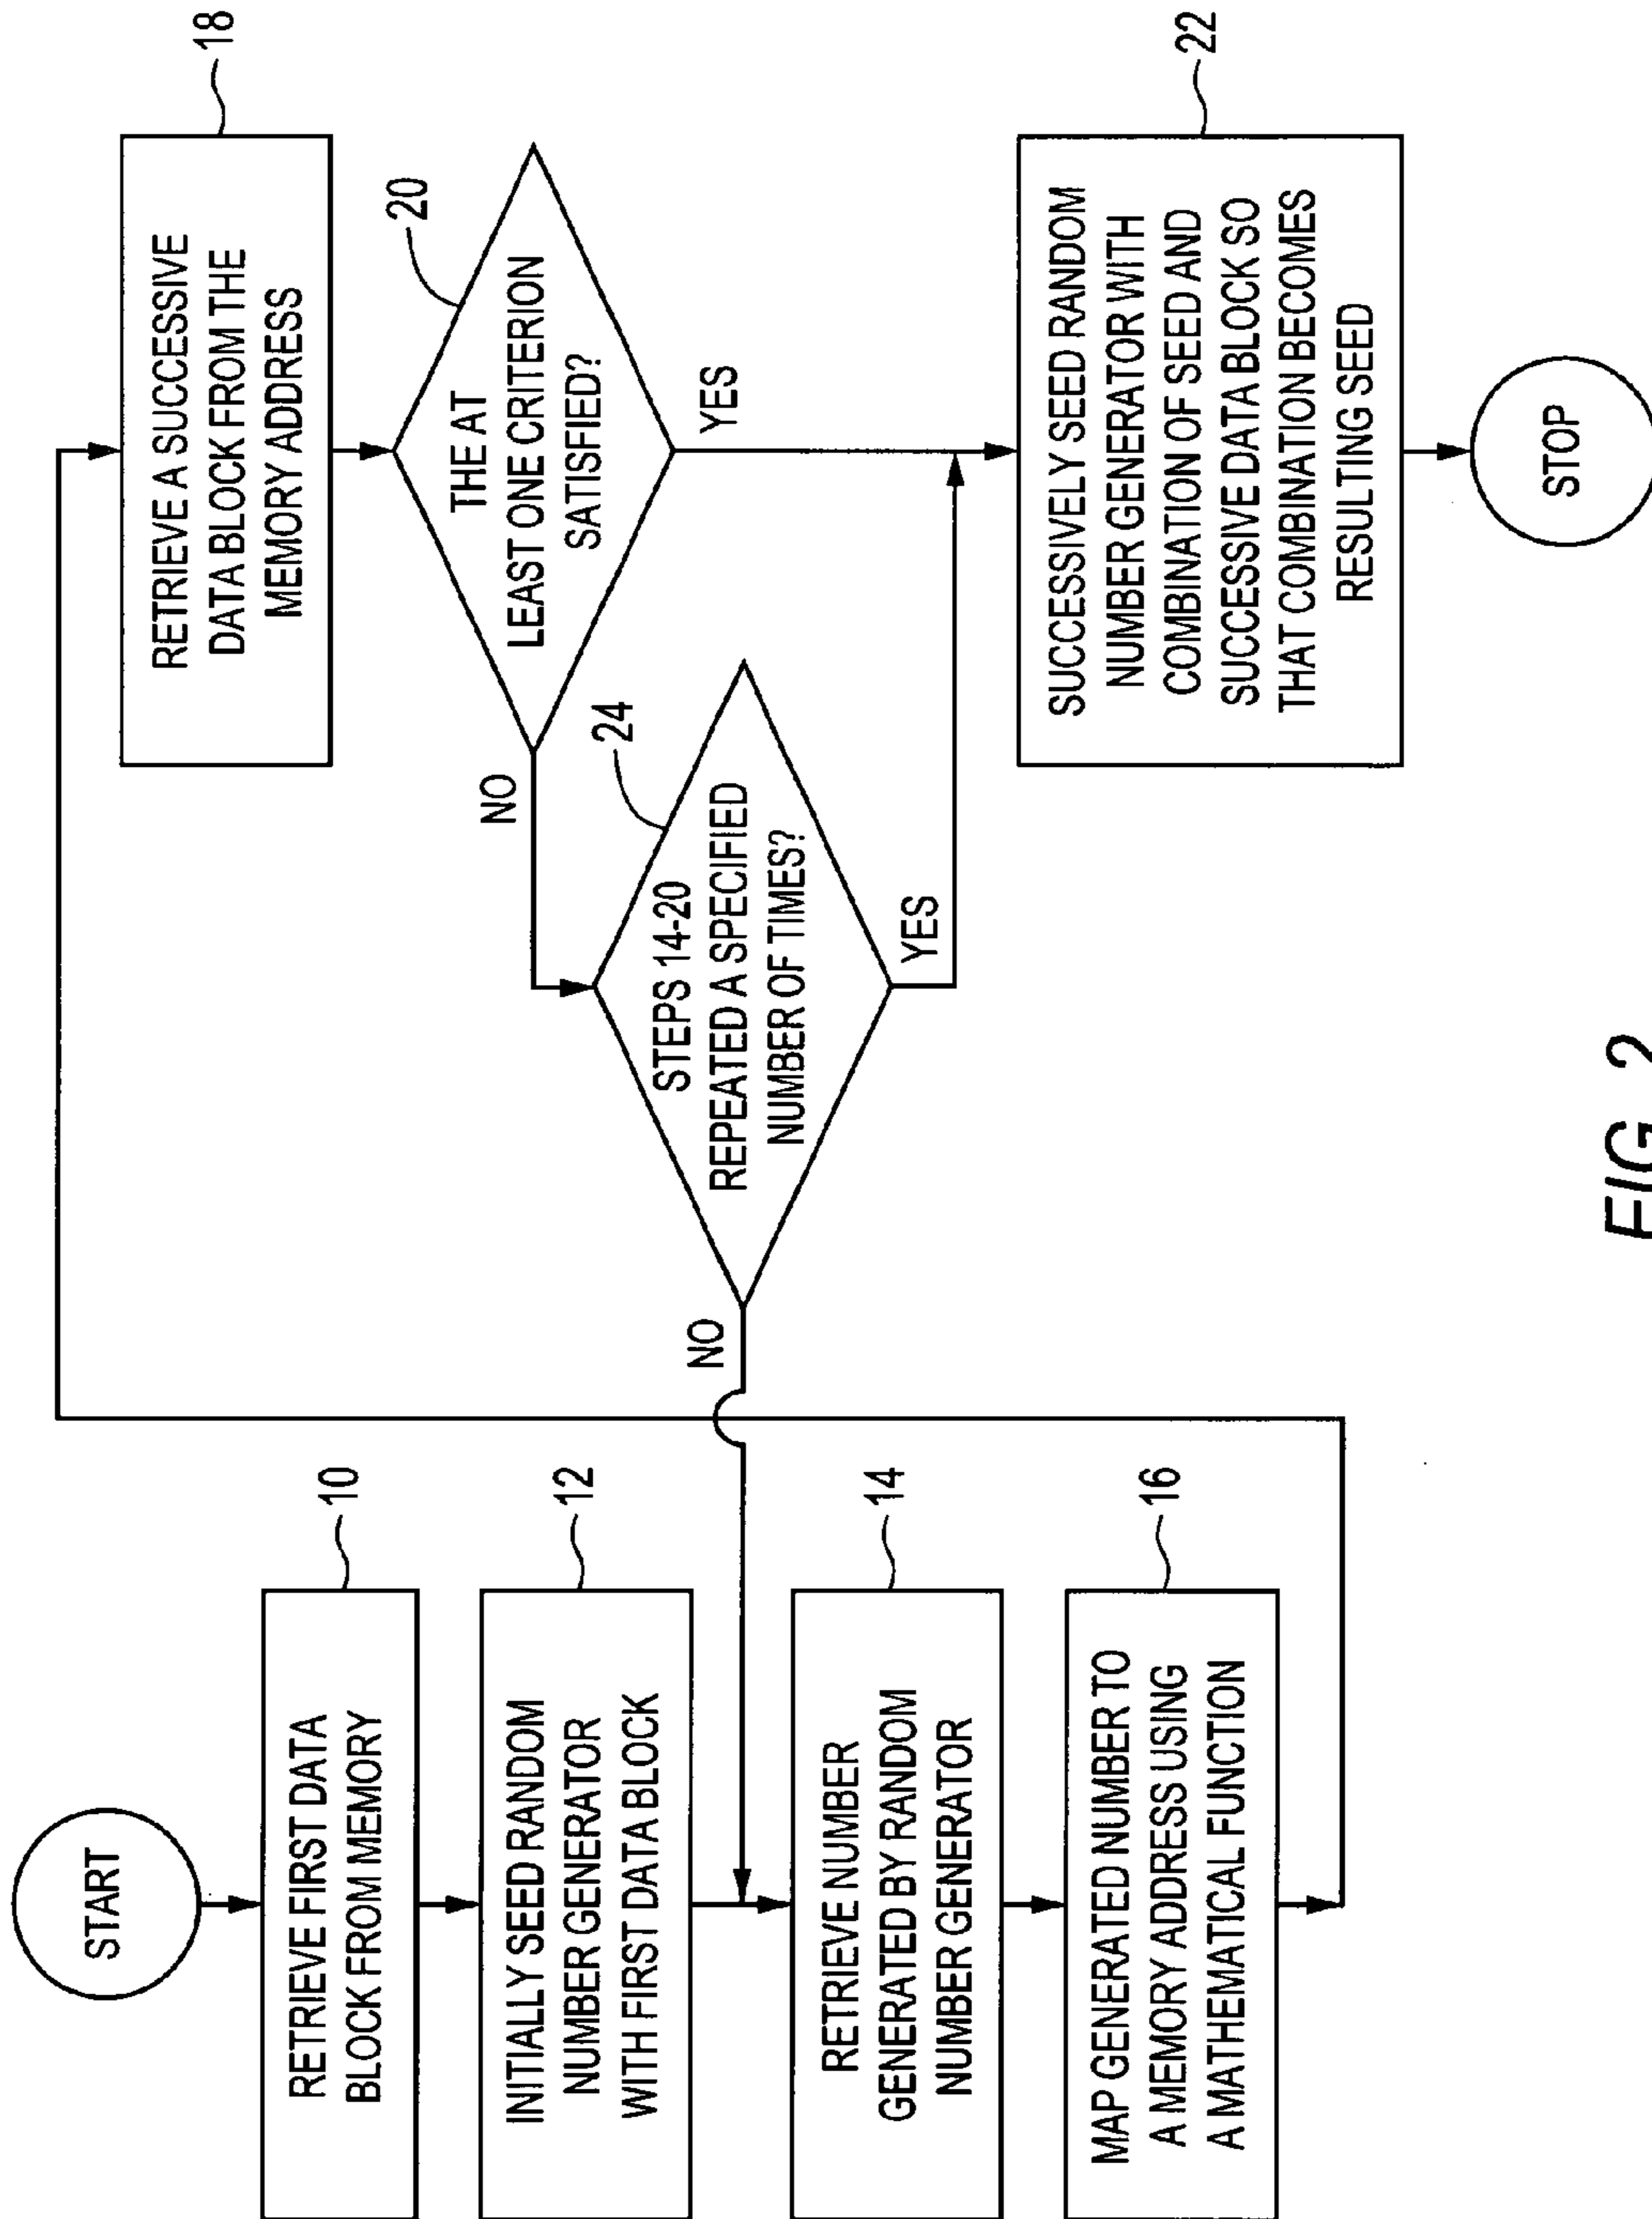 START
RETRIEVE FIRST DATA
BLOCK FROM MEMORY
10
INITIALLY SEED RANDOM
NUMBER GENERATOR
WITH FIRST DATA BLOCK
12
RETRIEVE NUMBER
GENERATED BY RANDOM
NUMBER GENERATOR
14
MAP GENERATED NUMBER TO
A MEMORY ADDRESS USING
A MATHEMATICAL FUNCTION
16
RETRIEVE A SUCCESSIVE
DATA BLOCK FROM THE
MEMORY ADDRESS
18
THE AT
LEAST ONE CRITERION
SATISFIED?
20
NO
YES
STEPS 14-20
REPEATED A SPECIFIED
NUMBER OF TIMES?
24
NO
YES
SUCCESSIVELY SEED RANDOM
NUMBER GENERATOR WITH
COMBINATION OF SEED AND
SUCCESSIVE DATA BLOCK SO
THAT COMBINATION BECOMES
RESULTING SEED
22
STOP
FIG. 2